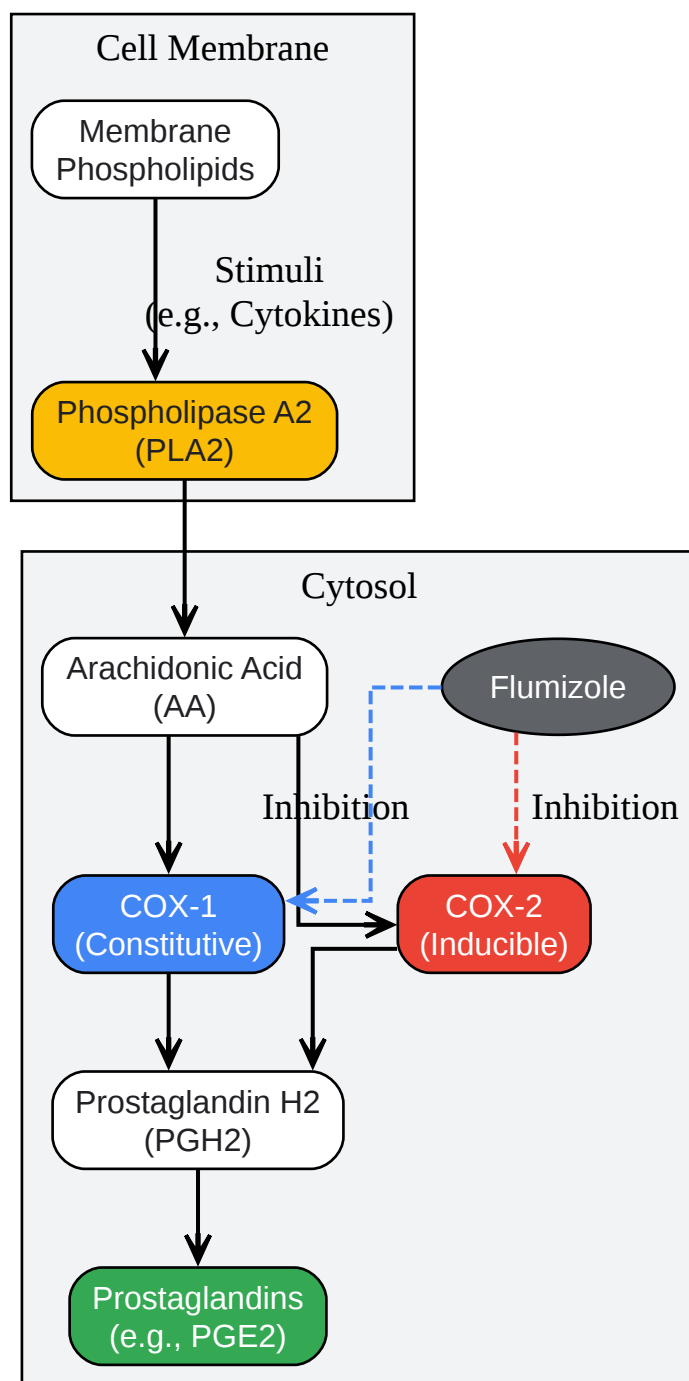 Cell Membrane
Membrane
Phospholipids
Stimuli
(e.g., Cytokines)
Phospholipase A2
(PLA2)
Cytosol
Arachidonic Acid
(AA)
Flumizole
Inhibition
Inhibition
COX-1
(Constitutive)
COX-2
(Inducible)
Prostaglandin H2
(PGH2)
Prostaglandins
(e.g., PGE2)